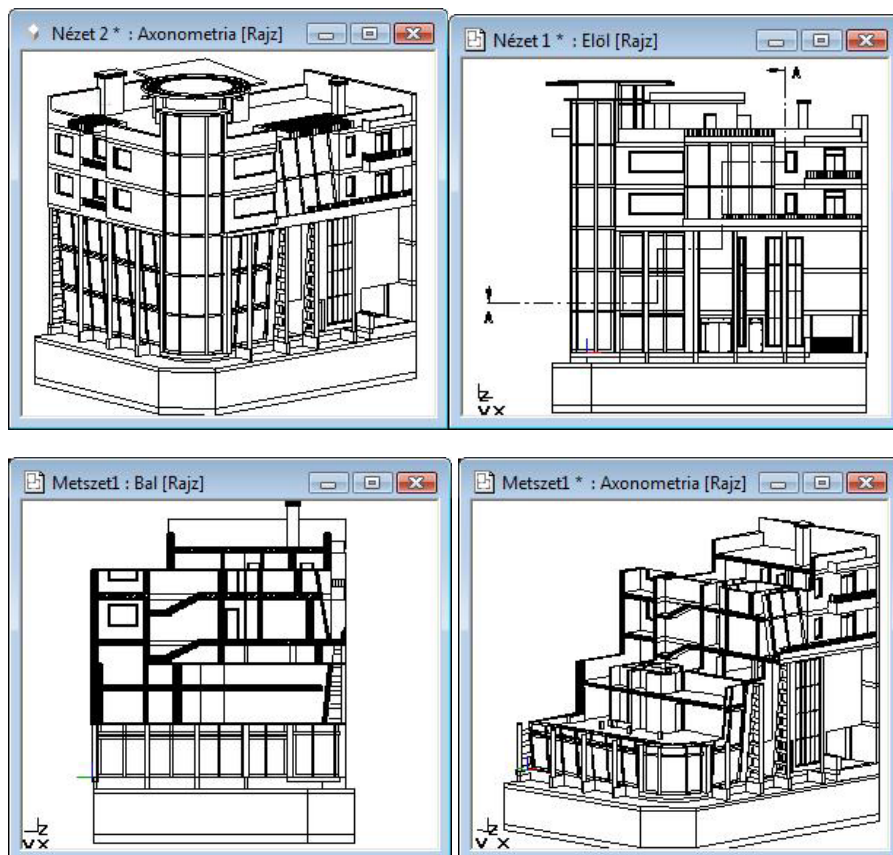 Nézet 2 * : Axonometria [Rajz]
Nézet 1 * : Elöl [Rajz]
A
A
Z
Y X
Metszet1 : Bal [Rajz]
Metszet1 * : Axonometria [Rajz]
Z
Y X
Z
Y X